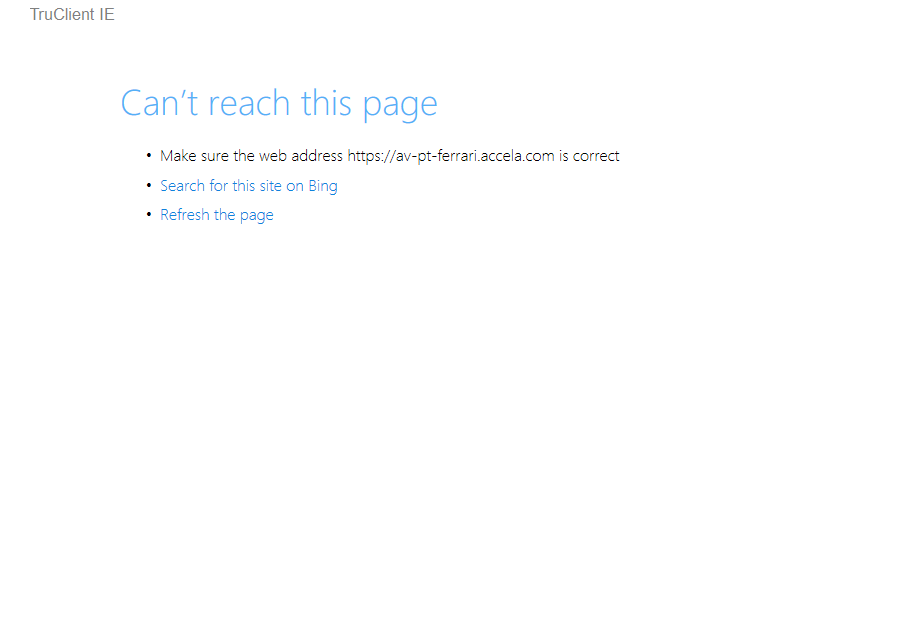 TruClient IE
Can’t reach this page
• Make sure the web address https://av-pt-ferrari.accela.com is correct
• Search for this site on Bing
• Refresh the page